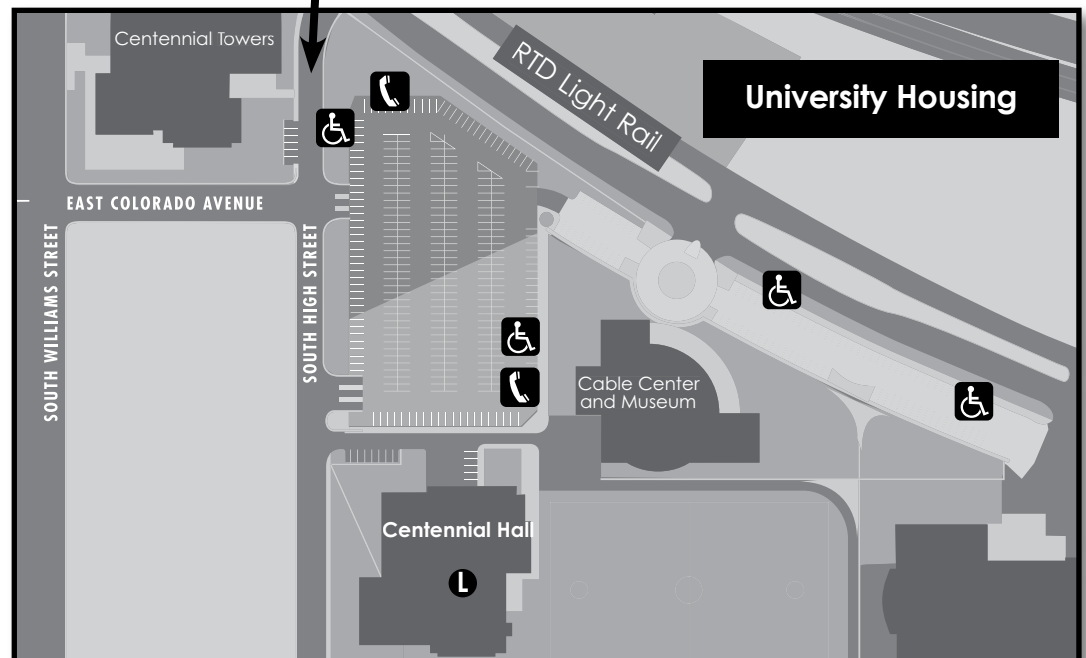 Centennial Towers
RTD Light Rail
University Housing
EAST COLORADO AVENUE
SOUTH WILLIAMS STREET
SOUTH HIGH STREET
Cable Center
and Museum
Centennial Hall
L